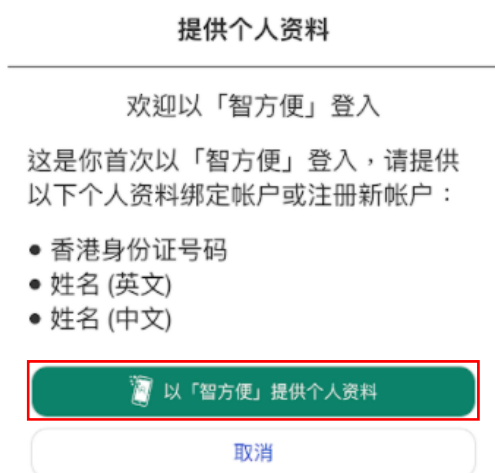 提供个人资料
欢迎以「智方便」登入
这是你首次以「智方便」登入，请提供
以下个人资料绑定帐户或注册新帐户：
● 香港身份证号码
● 姓名 (英文)
● 姓名 (中文)
以「智方便」提供个人资料
取消